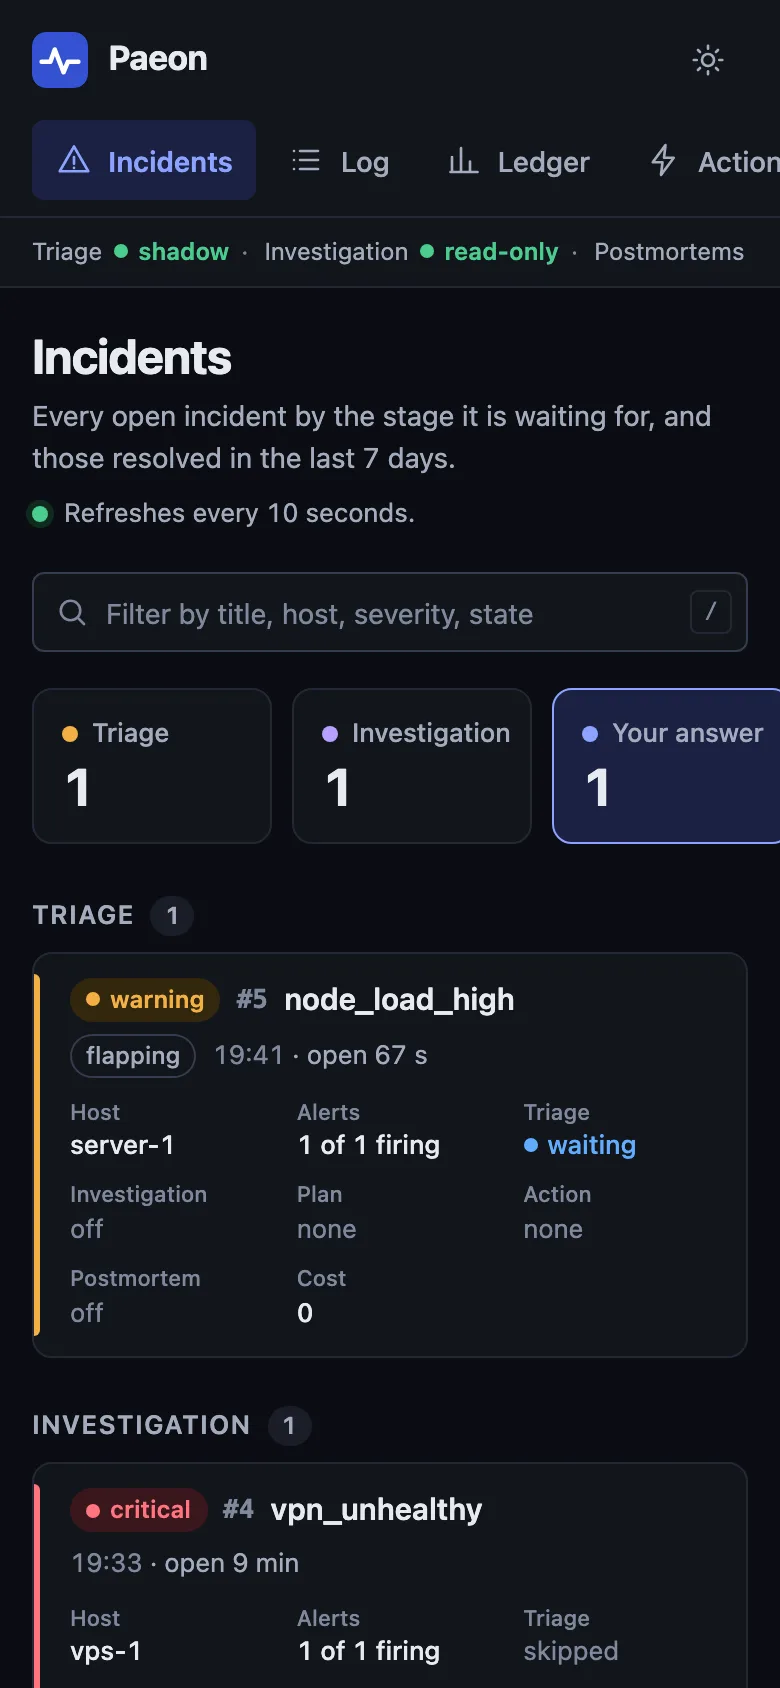 Paeon
Incidents Log Ledger Action
Triage shadow · Investigation read-only · Postmortems
Incidents
Every open incident by the stage it is waiting for, and
those resolved in the last 7 days.
Refreshes every 10 seconds.
Filter by title, host, severity, state /
Triage Investigation Your answer
1 1 1
TRIAGE 1
warning #5 node_load_high
flapping 19:41 · open 67 s
Host Alerts Triage
server-1 1 of 1 firing waiting
Investigation Plan Action
off none none
Postmortem Cost
off 0
INVESTIGATION 1
critical #4 vpn_unhealthy
19:33 · open 9 min
Host Alerts Triage
vps-1 1 of 1 firing skipped